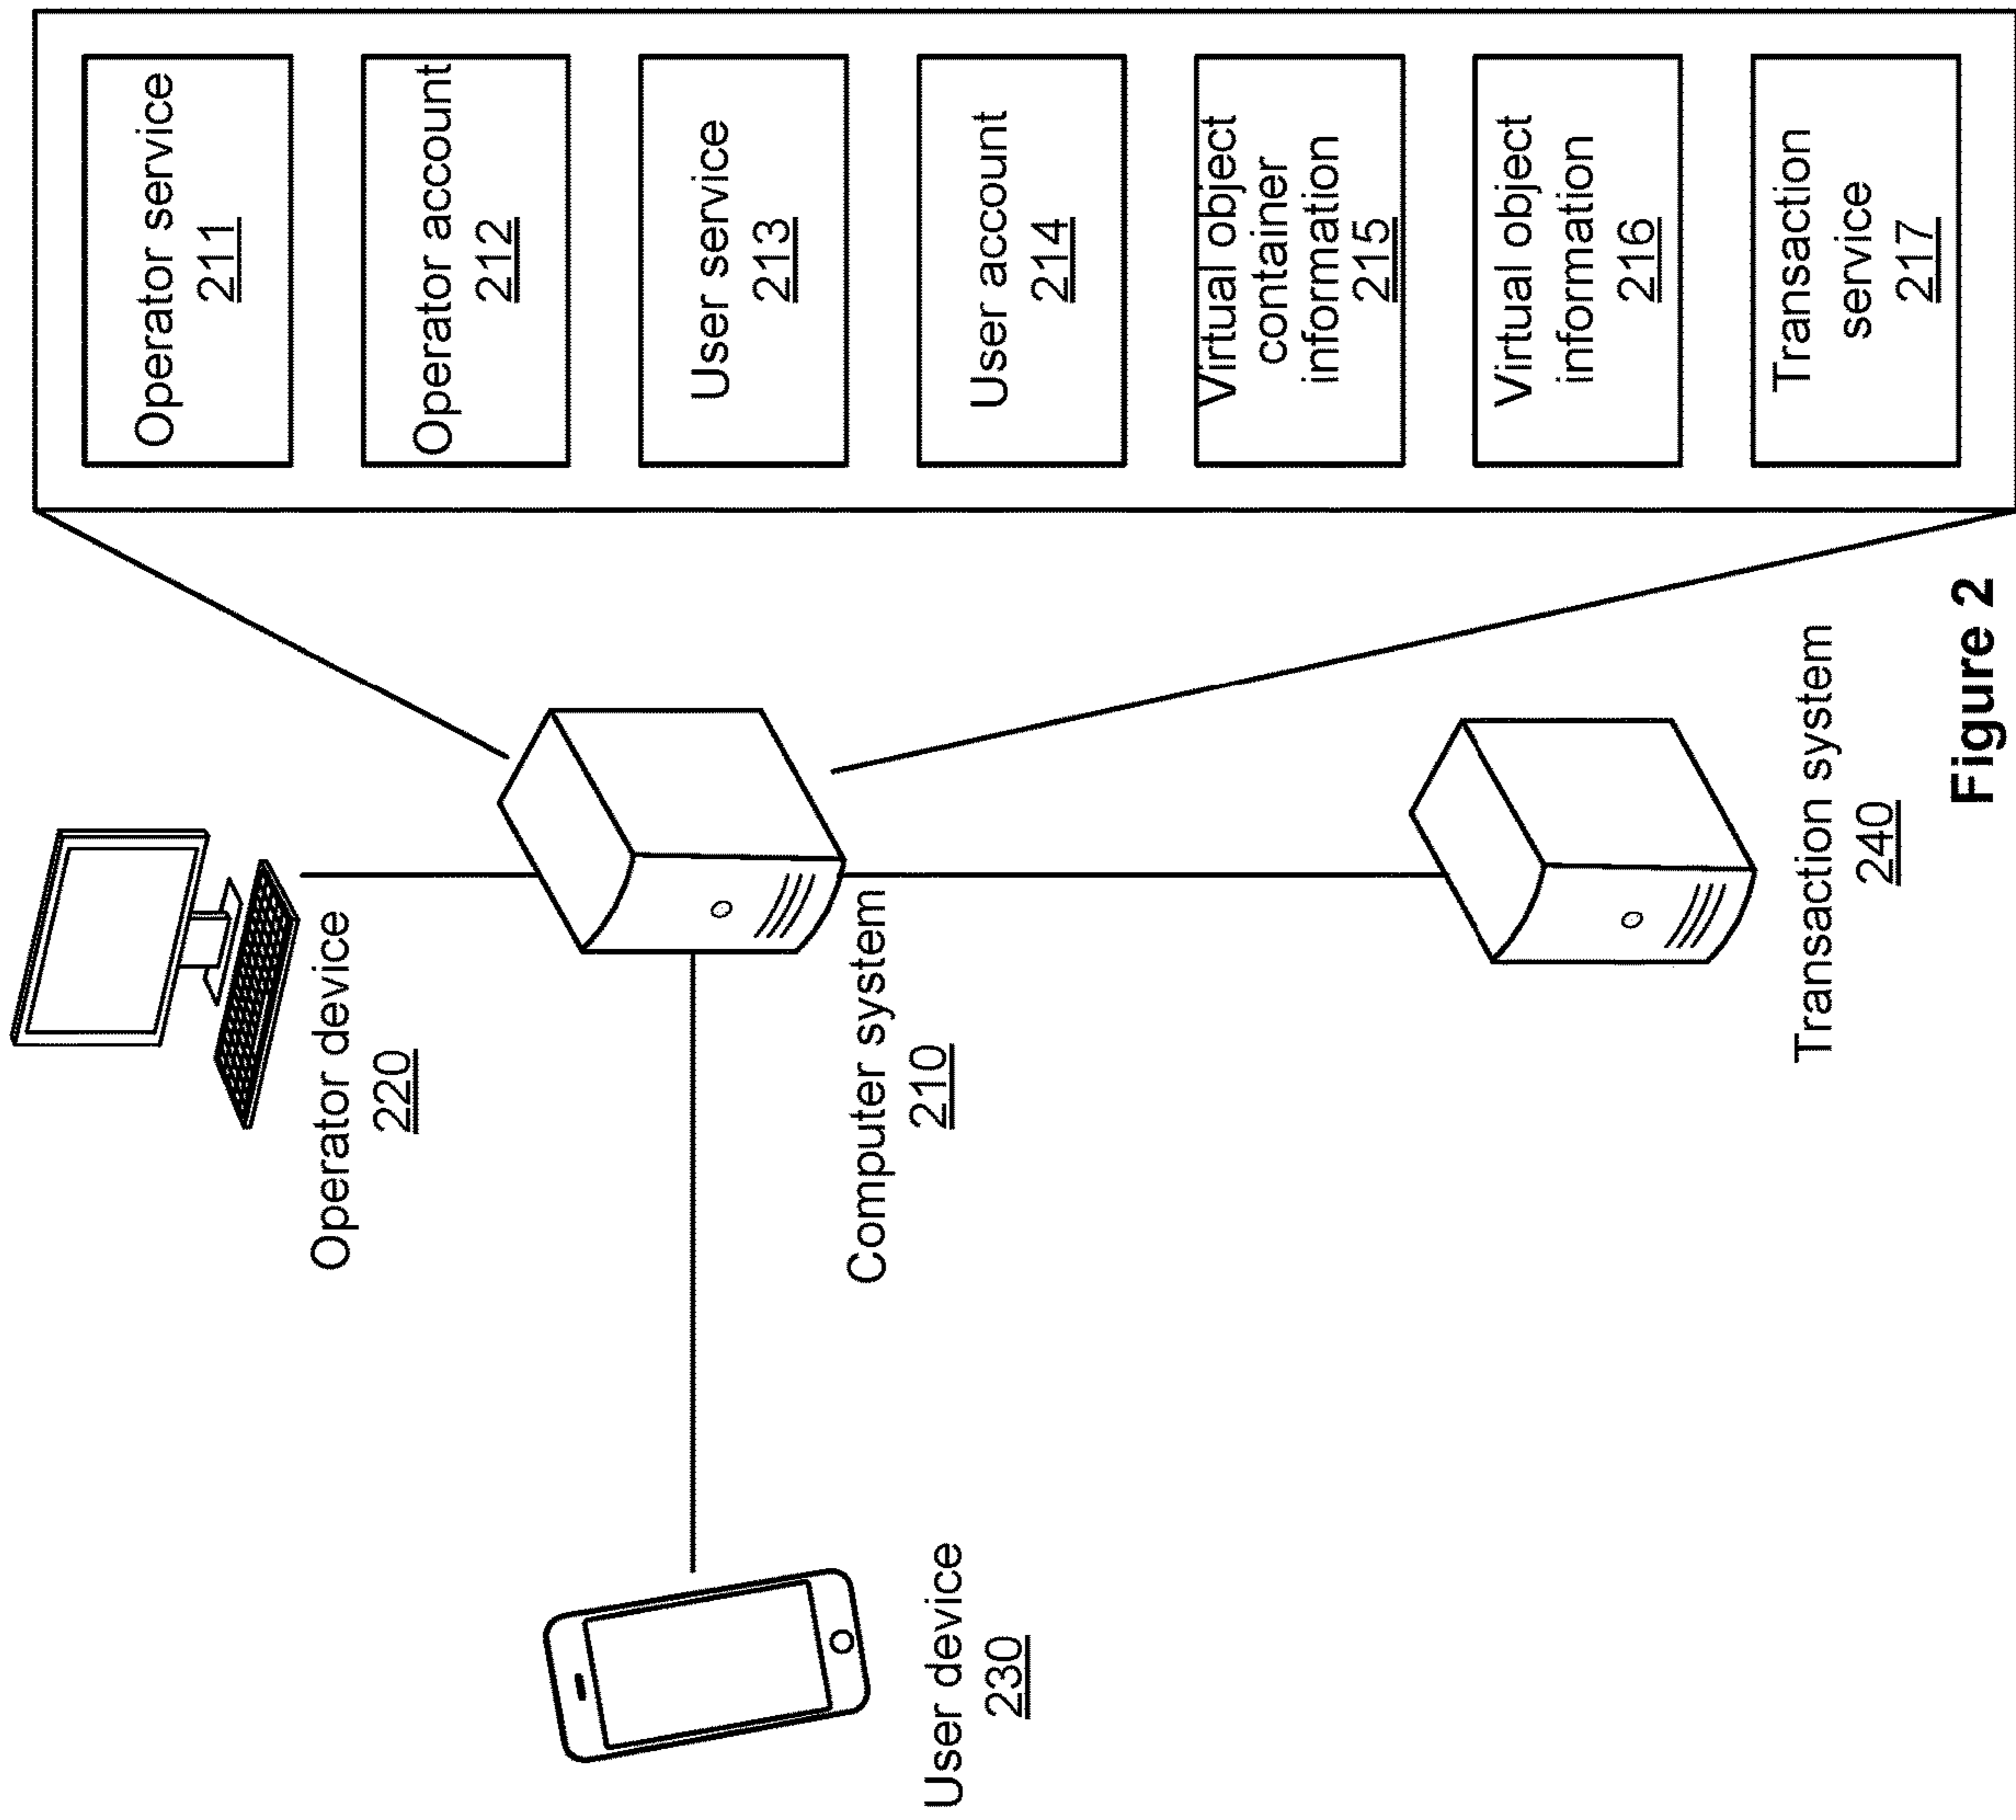 Operator service
211
Operator account
212
User service
213
User account
214
Virtual object
container
information
215
Virtual object
information
216
Transaction
service
217
Operator device
220
Computer system
210
User device
230
Transaction system
240
Figure 2